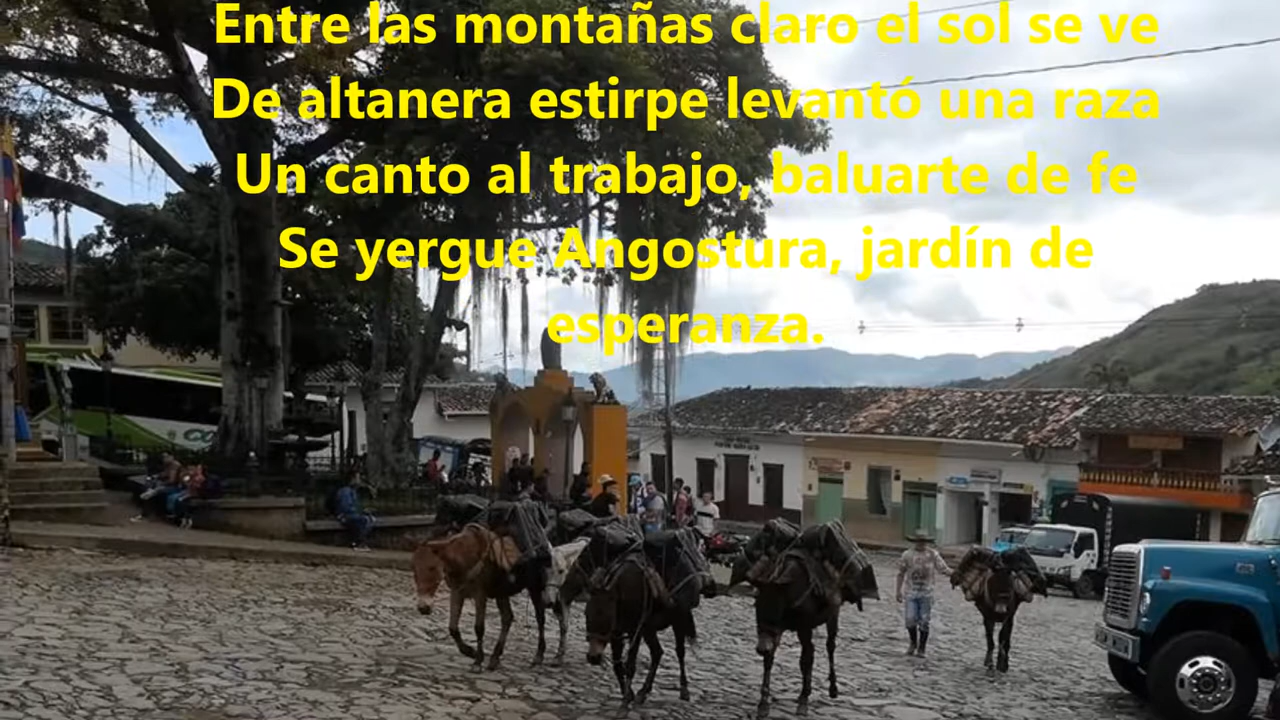 Entre las montañas claro el sol se ve
De altanera estirpe levantó una raza
Un canto al trabajo, baluarte de fe
Se yergue Angostura, jardín de
esperanza.